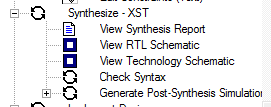 Synthesize - XST
View Synthesis Report
View RTL Schematic
View Technology Schematic
Check Syntax
Generate Post-Synthesis Simulation